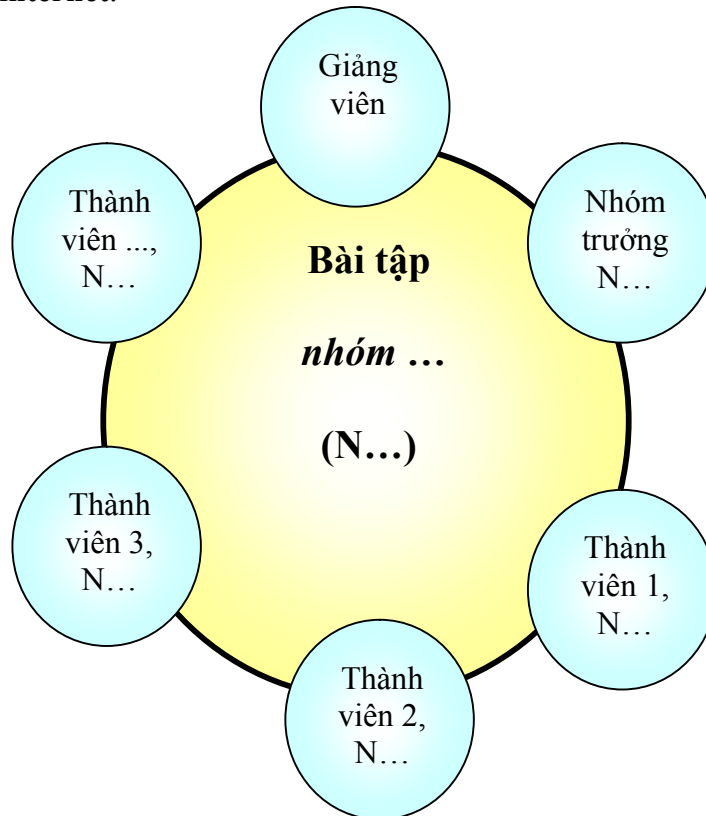 Giảng
viên
Thành
viên ...,
N…
Nhóm
trưởng
N…
Bài tập
nhóm …
(N…)
Thành
viên 3,
N…
Thành
viên 1,
N…
Thành
viên 2,
N…